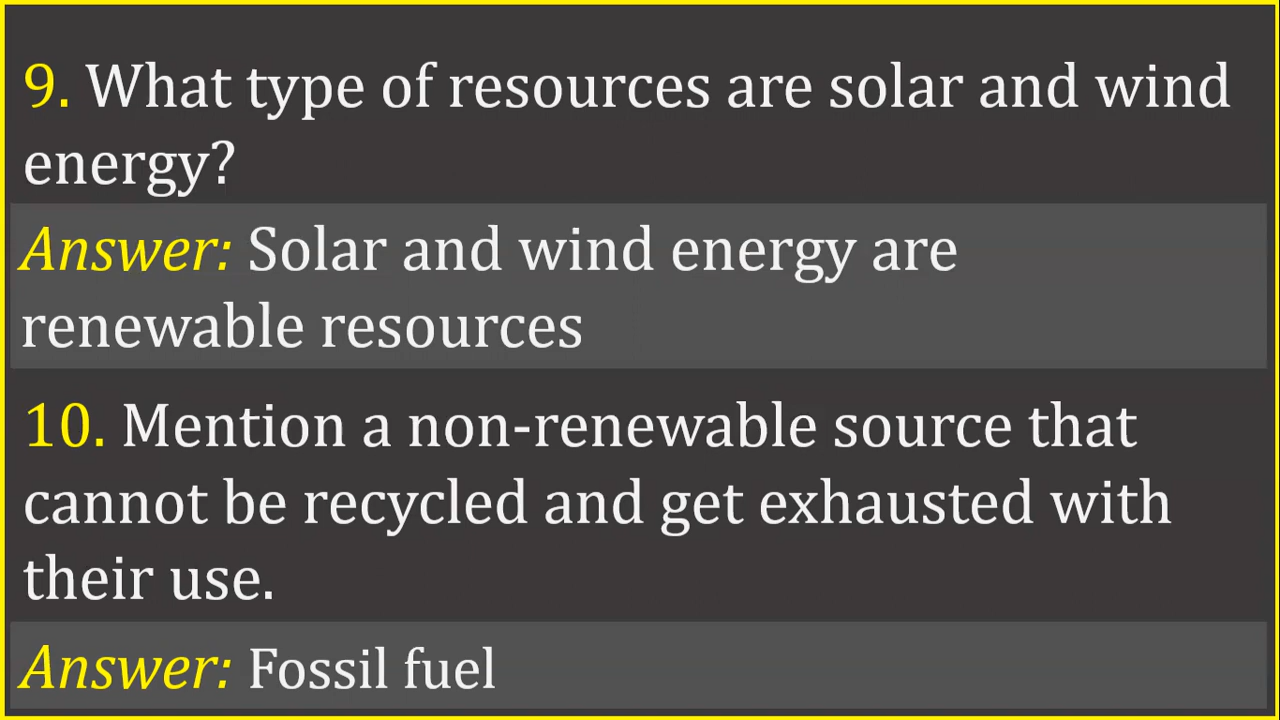 9. What type of resources are solar and wind
energy?
Answer: Solar and wind energy are
renewable resources
10. Mention a non-renewable source that
cannot be recycled and get exhausted with
their use.
Answer: Fossil fuel